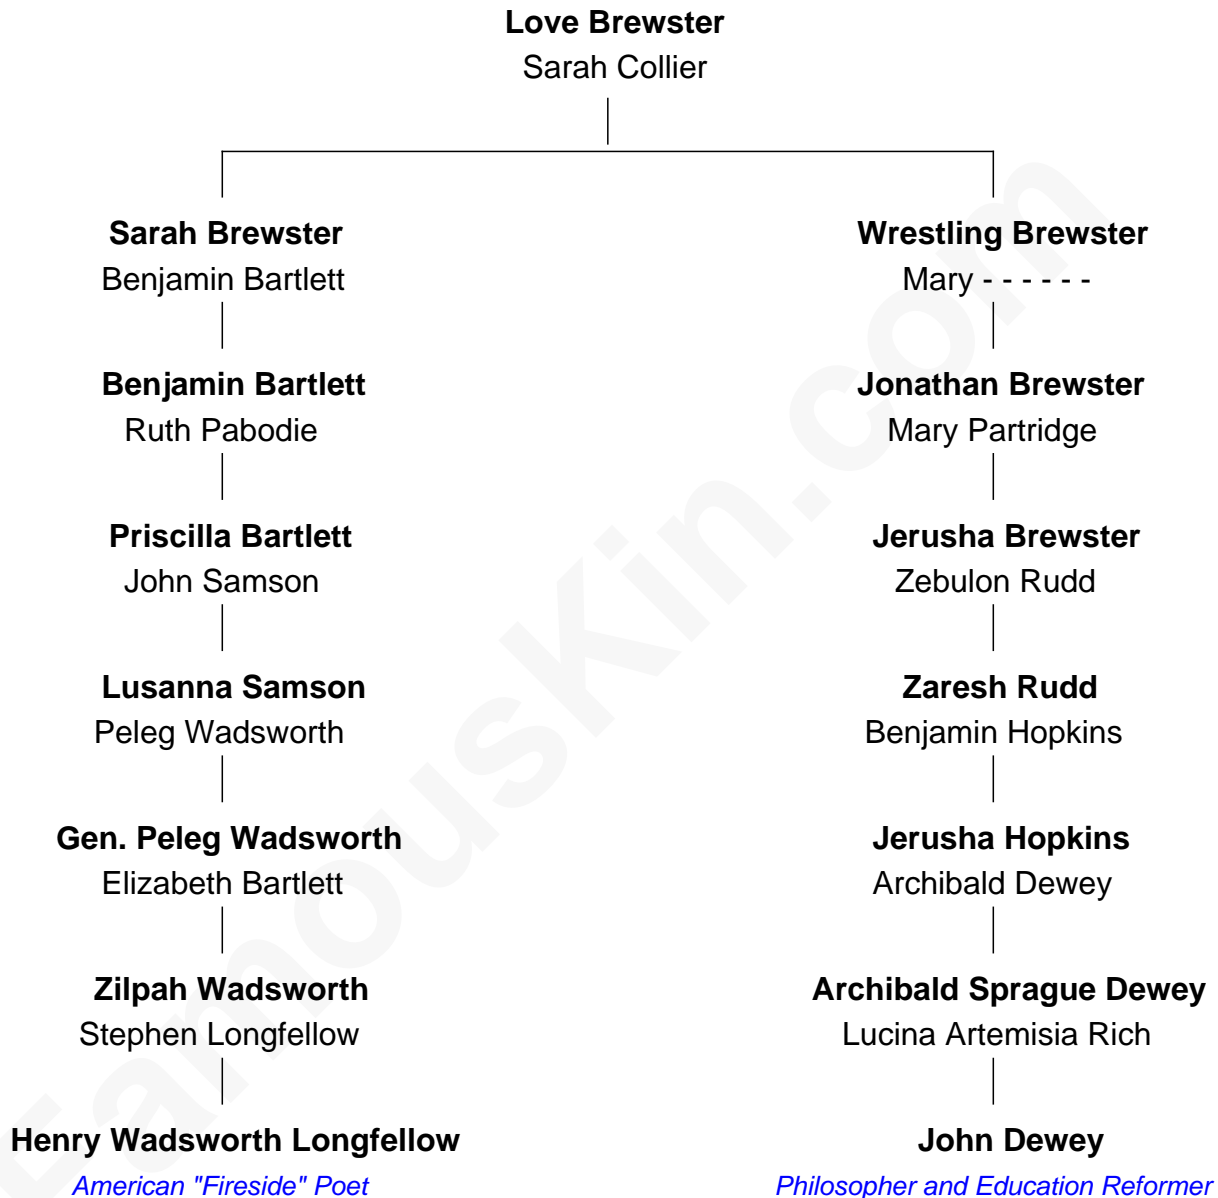 Love Brewster
Sarah Collier
Sarah Brewster
Benjamin Bartlett
Wrestling Brewster
Mary - - - - - -
Benjamin Bartlett
Ruth Pabodie
Jonathan Brewster
Mary Partridge
Priscilla Bartlett
John Samson
Jerusha Brewster
Zebulon Rudd
Lusanna Samson
Peleg Wadsworth
Zaresh Rudd
Benjamin Hopkins
Gen. Peleg Wadsworth
Elizabeth Bartlett
Jerusha Hopkins
Archibald Dewey
Zilpah Wadsworth
Stephen Longfellow
Archibald Sprague Dewey
Lucina Artemisia Rich
Henry Wadsworth Longfellow
American "Fireside" Poet
John Dewey
Philosopher and Education Reformer
FamousKin.com